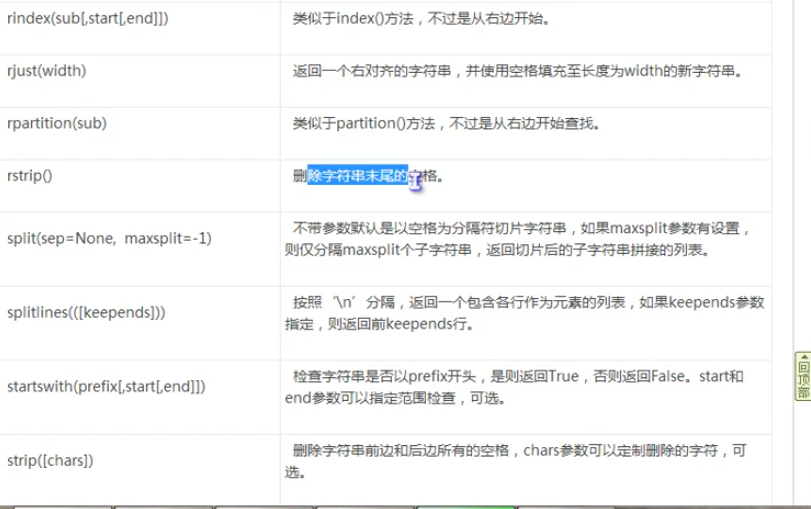 rindex(sub[,start[,end]])
类似于index()方法，不过是从右边开始。
rjust(width)
返回一个右对齐的字符串，并使用空格填充至长度为width的新字符串。
rpartition(sub)
类似于partition()方法，不过是从右边开始查找。
rstrip()
删除字符串末尾的空格。
split(sep=None, maxsplit=-1)
不带参数默认是以空格为分隔符切片字符串，如果maxsplit参数有设置，
则仅分隔maxsplit个子字符串，返回切片后的子字符串拼接的列表。
splitlines(([keepends]))
按照‘\n’分隔，返回一个包含各行作为元素的列表，如果keepends参数
指定，则返回前keepends行。
startswith(prefix[,start[,end]])
检查字符串是否以prefix开头，是则返回True，否则返回False。start和
end参数可以指定范围检查，可选。
strip([chars])
删除字符串前边和后边所有的空格，chars参数可以定制删除的字符，可
选。
回顶部